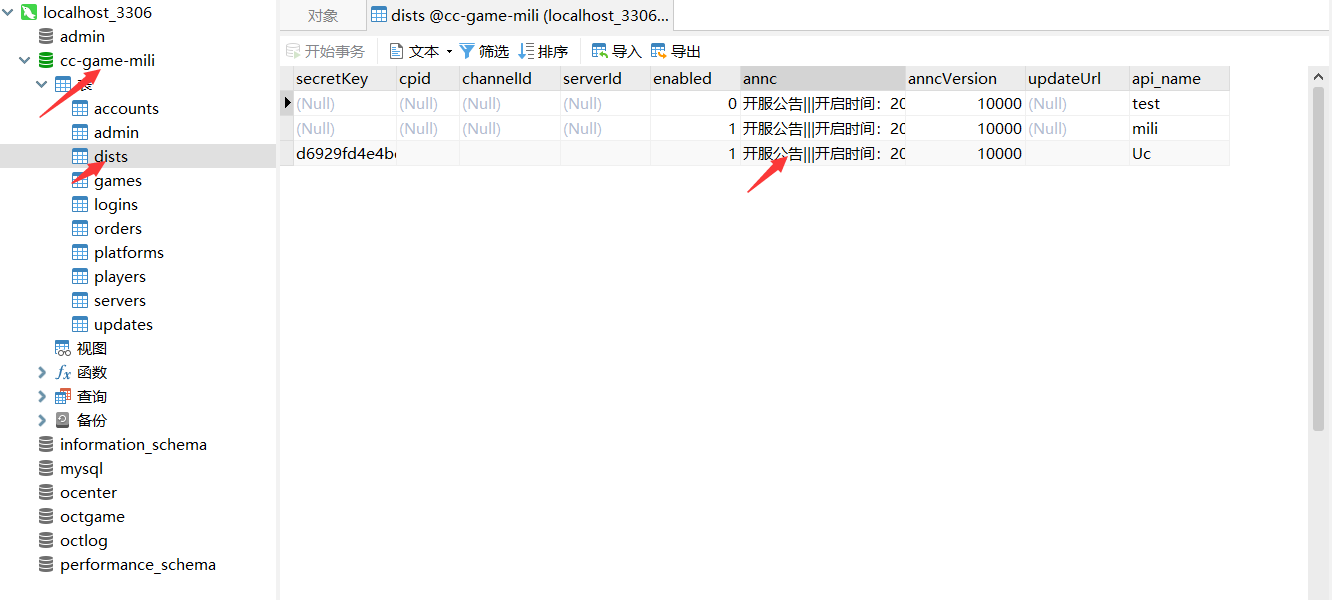 localhost_3306
admin
cc-game-mili
accounts
admin
dists
games
logins
orders
platforms
players
servers
updates
视图
fx 函数
查询
备份
information_schema
mysql
ocenter
octgame
octlog
performance_schema
对象 dists @cc-game-mili (localhost_3306...
开始事务 文本 筛选 排序 导入 导出
secretKey cpid channelId serverId enabled annc anncVersion updateUrl api_name
(Null) (Null) (Null) (Null) 0 开服公告|||开启时间：20 10000 (Null) test
(Null) (Null) (Null) (Null) 1 开服公告|||开启时间：20 10000 (Null) mili
d6929fd4e4b 1 开服公告|||开启时间：20 10000 Uc